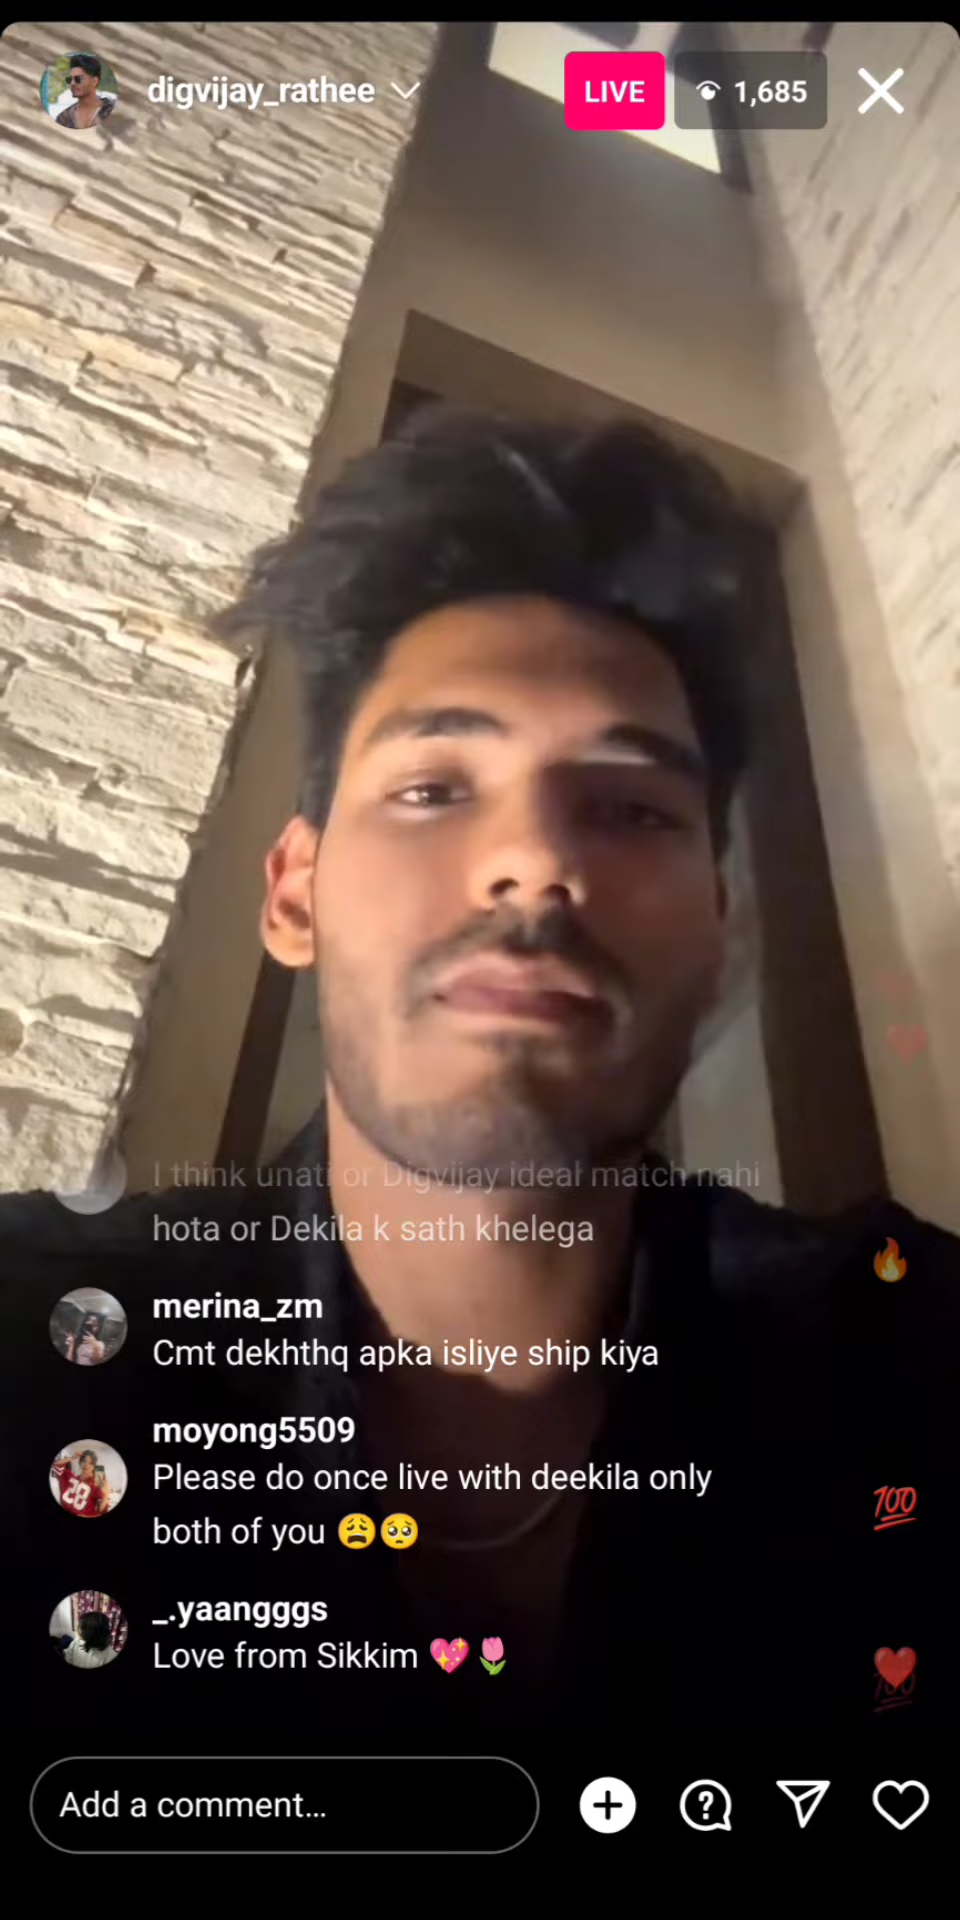 digvijay_rathee
LIVE
1,685
I think unati or Digvijay ideal match nahi
hota or Dekila k sath khelega
merina_zm
Cmt dekhthq apka isliye ship kiya
moyong5509
28
Please do once live with deekila only
both of you 😩🥺
_.yaangggs
Love from Sikkim 💖🌷
💯
Add a comment...